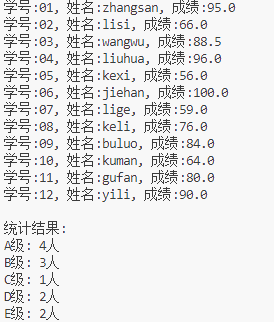 学号:01, 姓名:zhangsan, 成绩:95.0
学号:02, 姓名:lisi, 成绩:66.0
学号:03, 姓名:wangwu, 成绩:88.5
学号:04, 姓名:liuhua, 成绩:96.0
学号:05, 姓名:kexi, 成绩:56.0
学号:06, 姓名:jiehan, 成绩:100.0
学号:07, 姓名:lige, 成绩:59.0
学号:08, 姓名:keli, 成绩:76.0
学号:09, 姓名:buluo, 成绩:84.0
学号:10, 姓名:kuman, 成绩:64.0
学号:11, 姓名:gufan, 成绩:80.0
学号:12, 姓名:yili, 成绩:90.0
统计结果:
A级: 4人
B级: 3人
C级: 1人
D级: 2人
E级: 2人